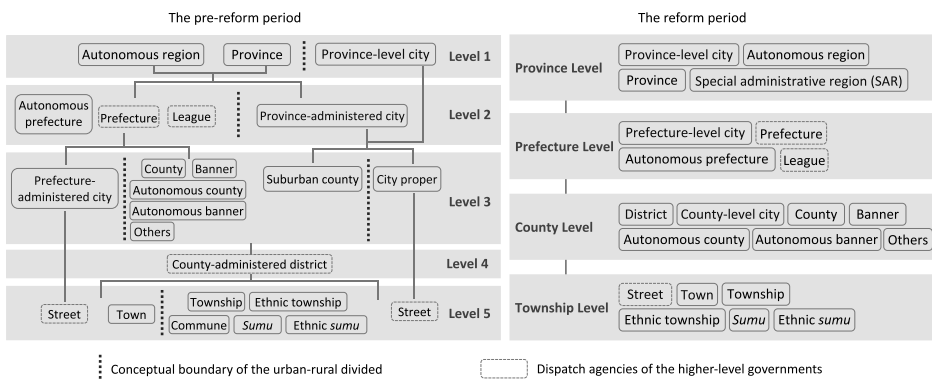 The pre-reform period
Autonomous region
Province
Province-level city
Level 1
Autonomous
prefecture
Prefecture
League
Province-administered city
Level 2
Prefecture-
administered city
County
Banner
Autonomous county
Autonomous banner
Others
Suburban county
City proper
Level 3
County-administered district
Level 4
Street
Town
Township
Ethnic township
Commune
Sumu
Ethnic sumu
Street
Level 5
The reform period
Province Level
Province-level city
Autonomous region
Province
Special administrative region (SAR)
Prefecture Level
Prefecture-level city
Prefecture
Autonomous prefecture
League
County Level
District
County-level city
County
Banner
Autonomous county
Autonomous banner
Others
Township Level
Street
Town
Township
Ethnic township
Sumu
Ethnic sumu
Conceptual boundary of the urban-rural divided
Dispatch agencies of the higher-level governments